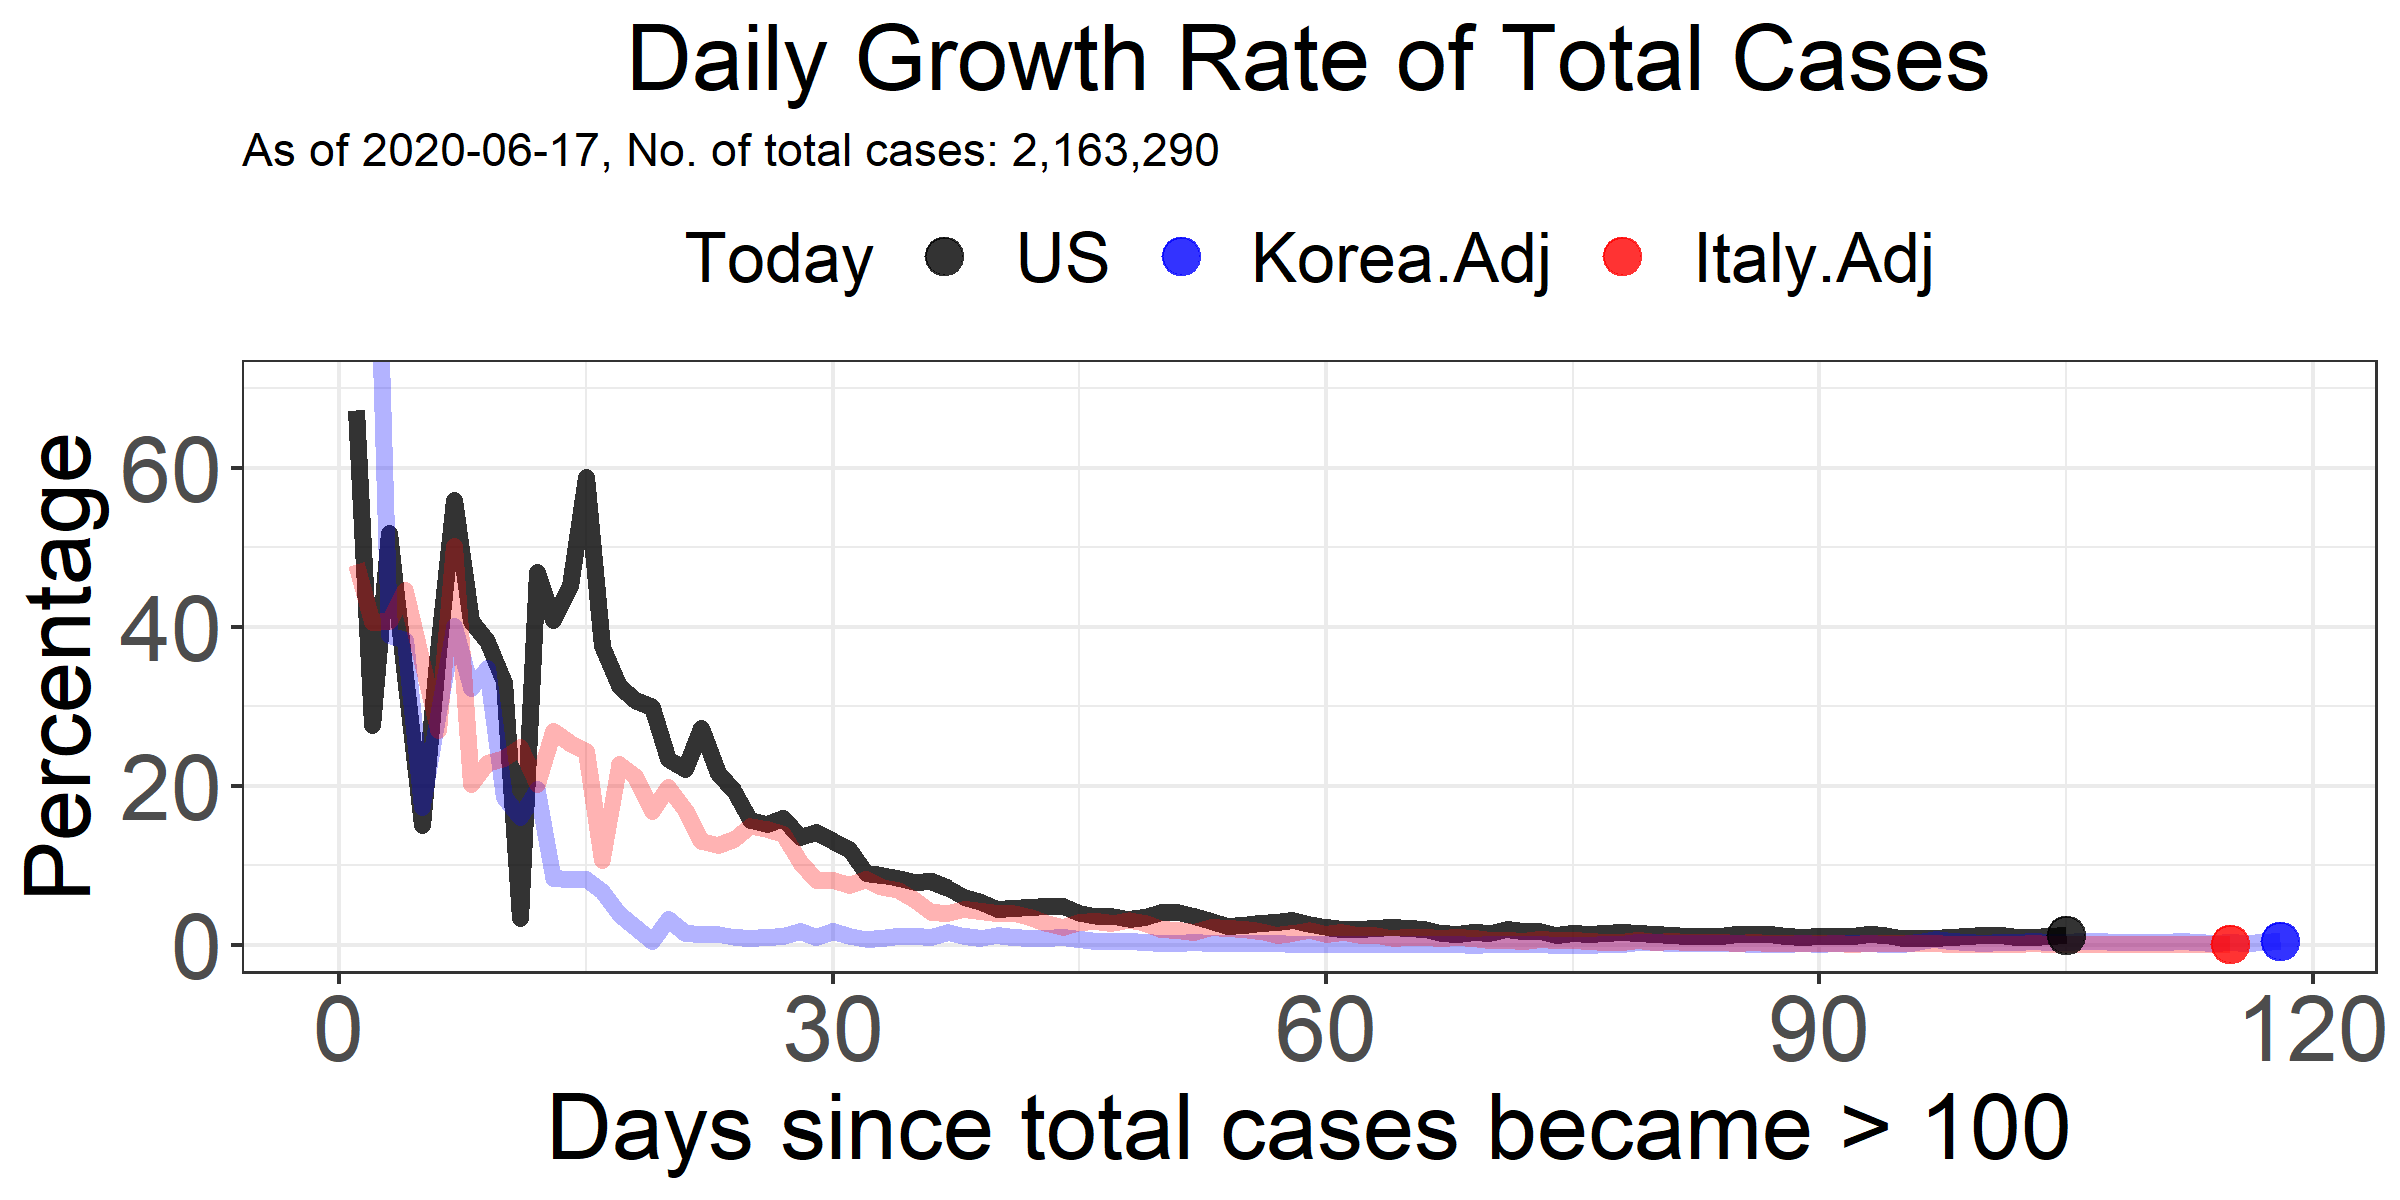 Daily Growth Rate of Total Cases
As of 2020-06-17, No. of total cases: 2,163,290
Today US Korea.Adj Italy.Adj
Percentage
60
40
20
0
0 30 60 90 120
Days since total cases became > 100